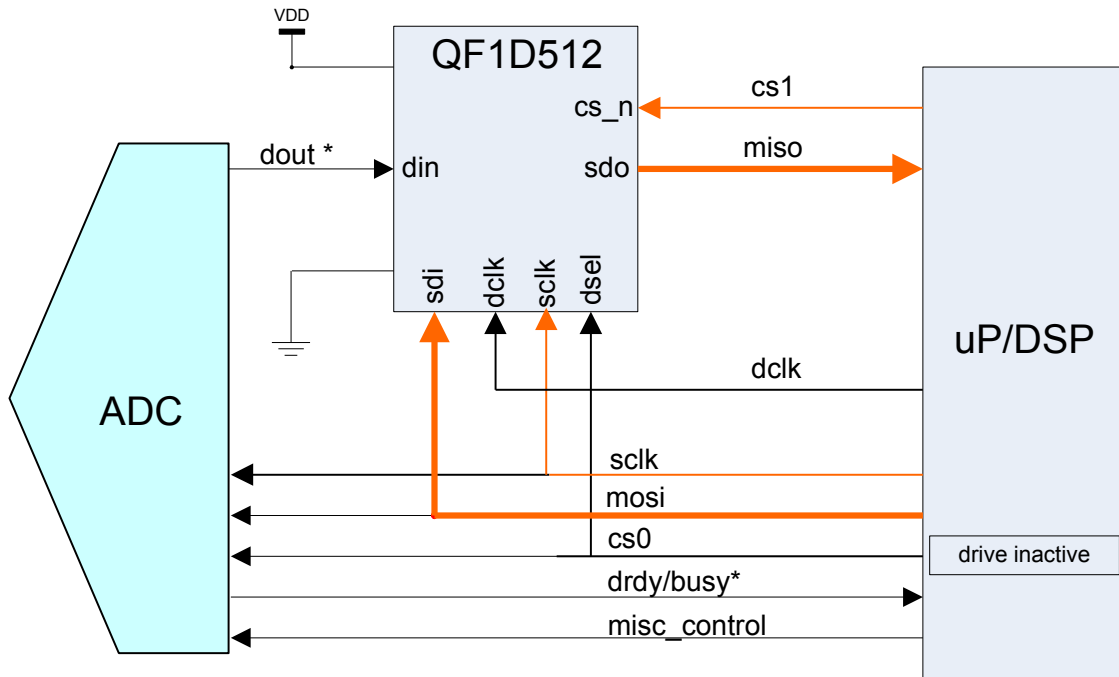 VDD
QF1D512
cs_n
cs1
dout *
din
sdo
miso
sdi
dclk
sclk
dsel
uP/DSP
dclk
ADC
sclk
mosi
cs0
drive inactive
drdy/busy*
misc_control